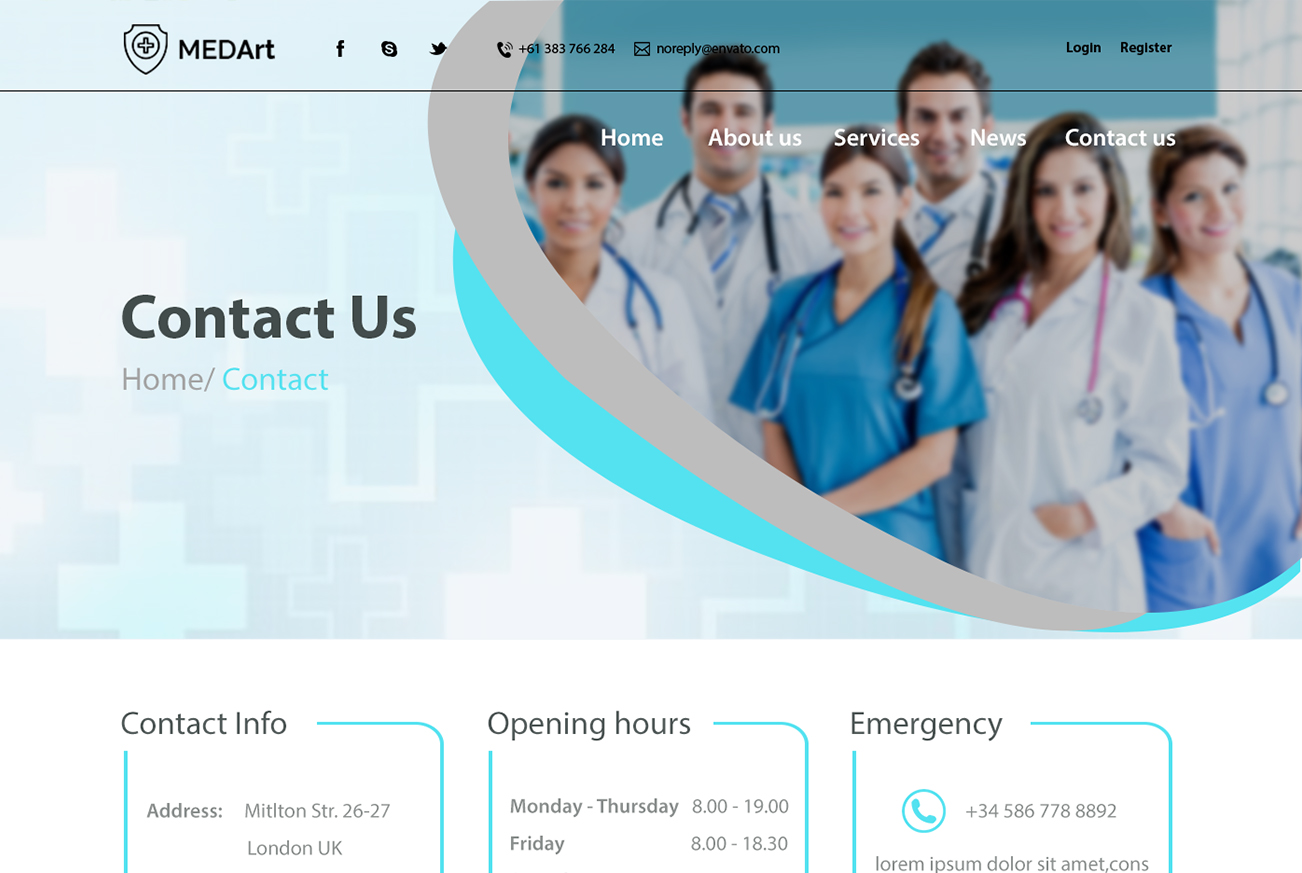 MEDArt
+61 383 766 284
noreply@envato.com
Login Register
Home About us Services News Contact us
Contact Us
Home/ Contact
Contact Info
Address: Mitlton Str. 26-27
London UK
Opening hours
Monday - Thursday 8.00 - 19.00
Friday 8.00 - 18.30
Emergency
+34 586 778 8892
lorem ipsum dolor sit amet,cons